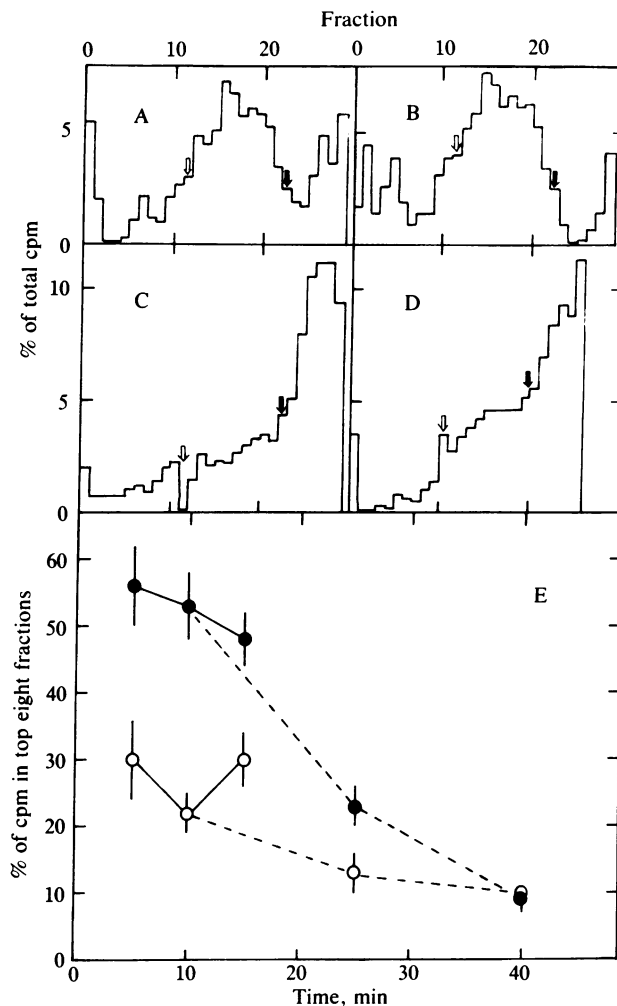 Fraction
0 10 20 0 10 20
A
B
5
0
% of total cpm
C
D
10
5
0
E
% of cpm in top eight fractions
60
50
40
30
20
10
0
0 10 20 30 40
Time, min